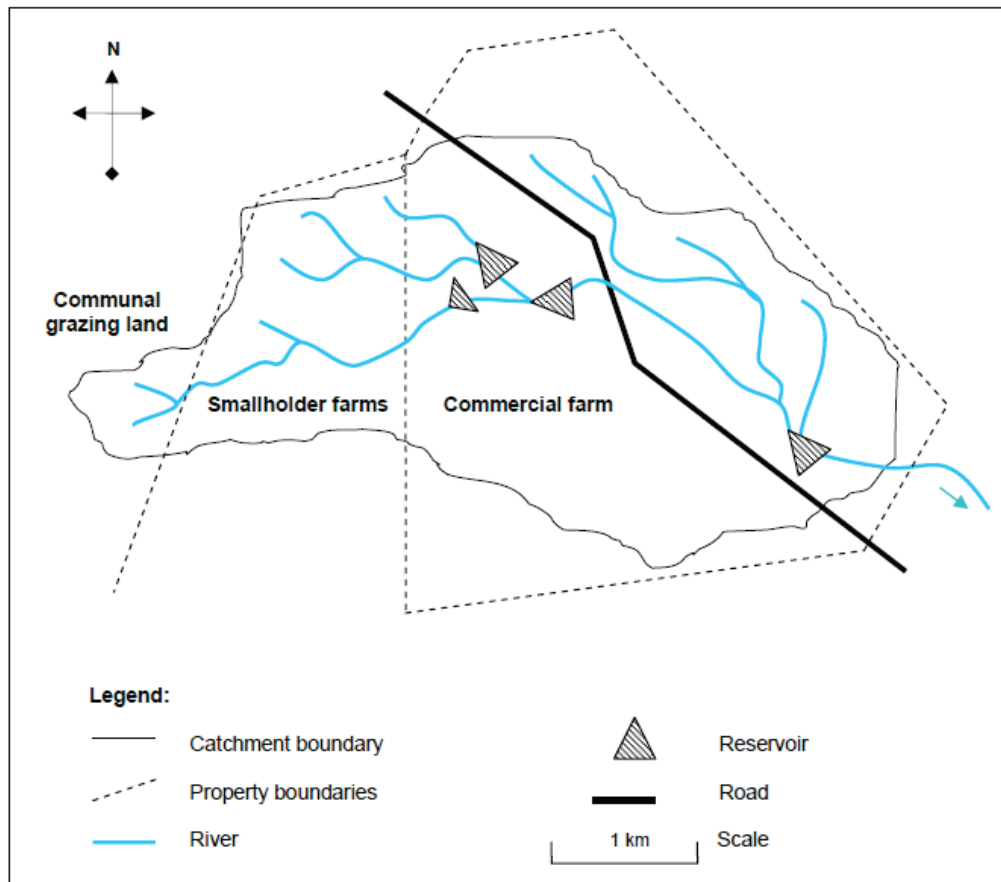 N
Communal
grazing land
Smallholder farms
Commercial farm
Legend:
Catchment boundary
Reservoir
Property boundaries
Road
River
1 km
Scale